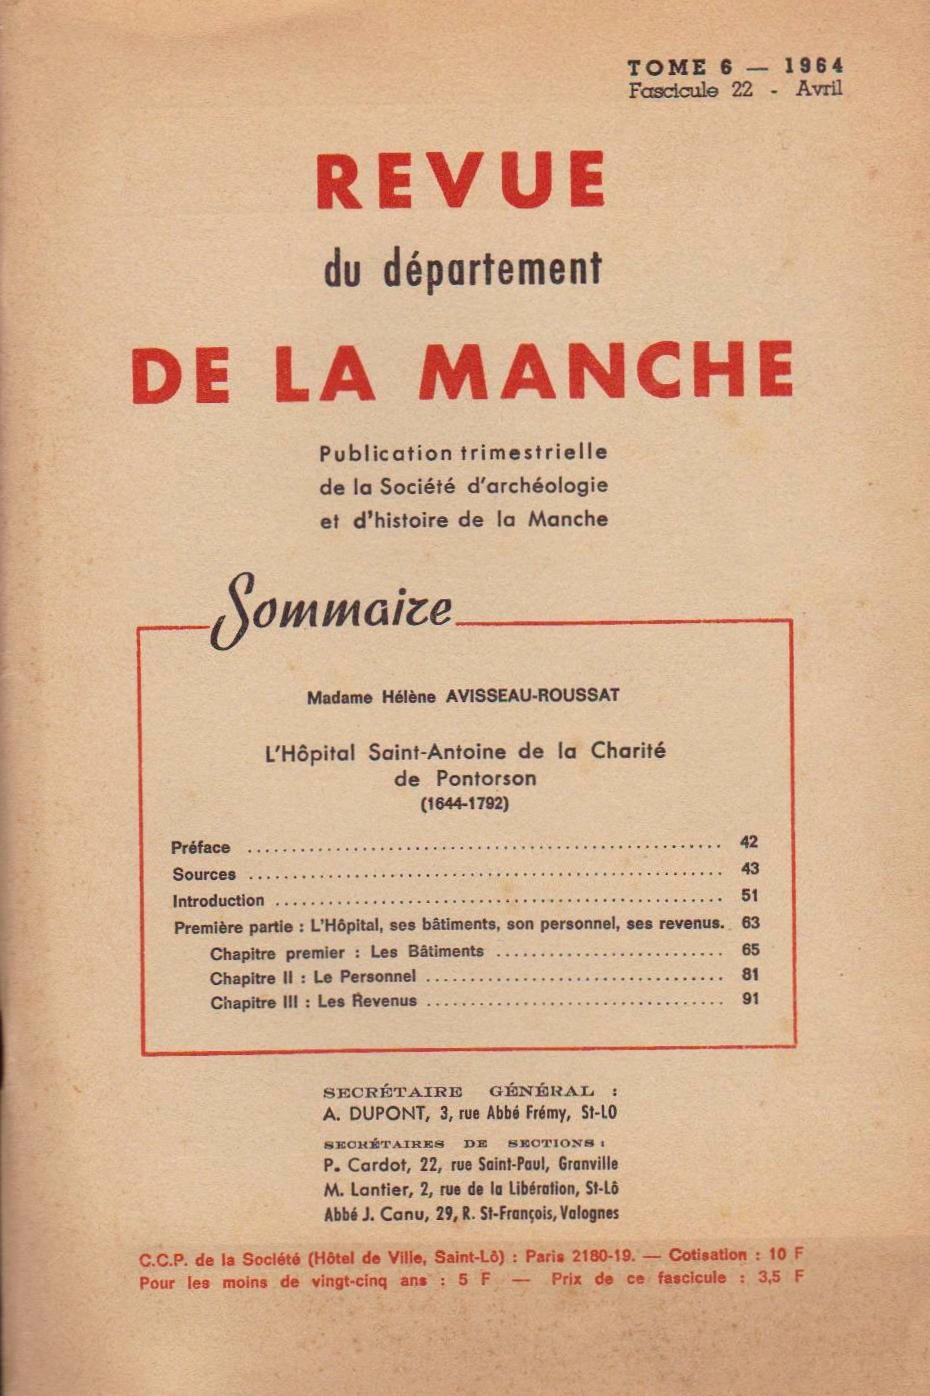 TOME 6 — 1964
Fascicule 22 - Avril
REVUE
du département
DE LA MANCHE
Publication trimestrielle
de la Société d'archéologie
et d'histoire de la Manche
Sommaire
Madame Hélène AVISSEAU-ROUSSAT
L'Hôpital Saint-Antoine de la Charité
de Pontorson
(1644-1792)
Préface ........................................ 42
Sources ........................................ 43
Introduction ........................................ 51
Première partie : L'Hôpital, ses bâtiments, son personnel, ses revenus. 63
Chapitre premier : Les Bâtiments ........................ 65
Chapitre II : Le Personnel ................................ 81
Chapitre III : Les Revenus ................................ 91
SECRÉTAIRE GÉNÉRAL :
A. DUPONT, 3, rue Abbé Frémy, St-LO
SECRÉTAIRES DE SECTIONS :
P. Cardot, 22, rue Saint-Paul, Granville
M. Lantier, 2, rue de la Libération, St-Lô
Abbé J. Canu, 29, R. St-François, Valognes
C.C.P. de la Société (Hôtel de Ville, Saint-Lô) : Paris 2180-19. — Cotisation : 10 F
Pour les moins de vingt-cinq ans : 5 F — Prix de ce fascicule : 3,5 F